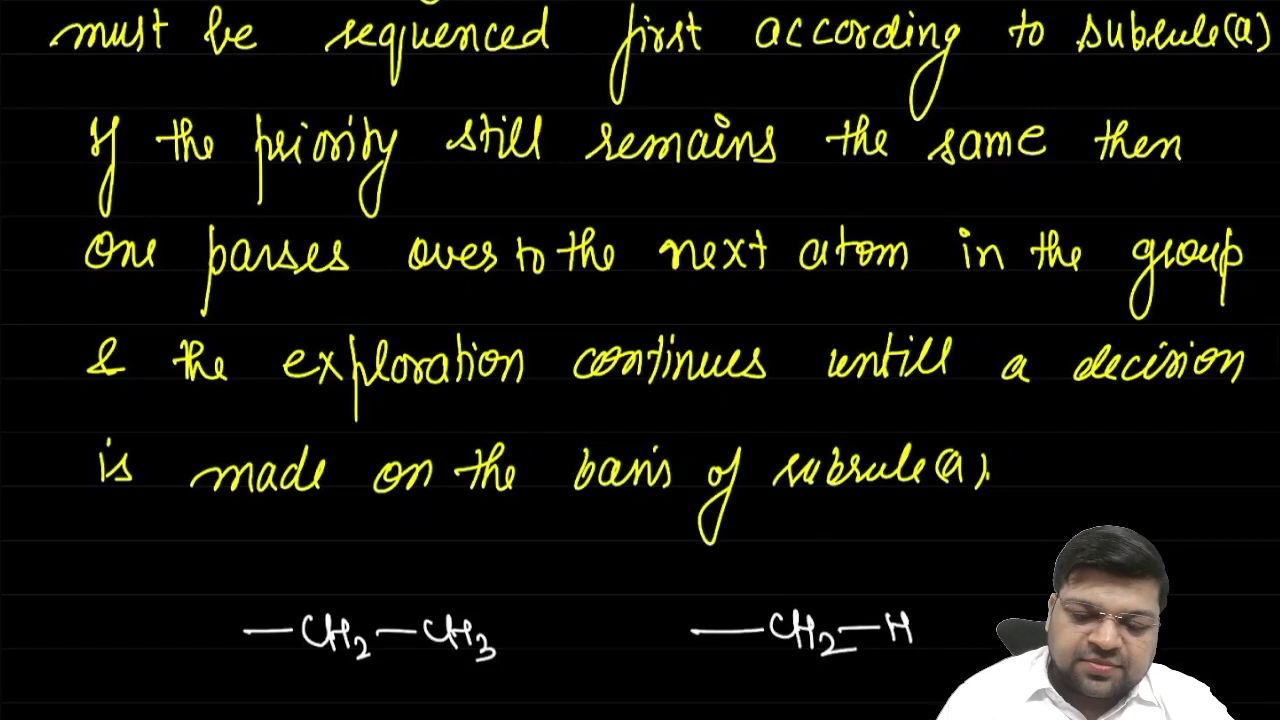 must be sequenced first according to subrule(a)
If the priority still remains the same then
one passes over to the next atom in the group
& the exploration continues untill a decision
is made on the basis of subrule(a).
—CH₂—CH₃ —CH₂—H